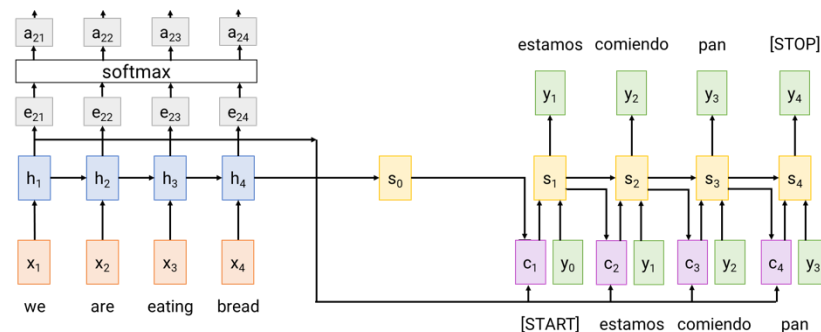 a21 a22 a23 a24
softmax
e21 e22 e23 e24
h1 h2 h3 h4
x1 x2 x3 x4
we are eating bread
s0
estamos comiendo pan [STOP]
y1 y2 y3 y4
s1 s2 s3 s4
c1 y0 c2 y1 c3 y2 c4 y3
[START] estamos comiendo pan